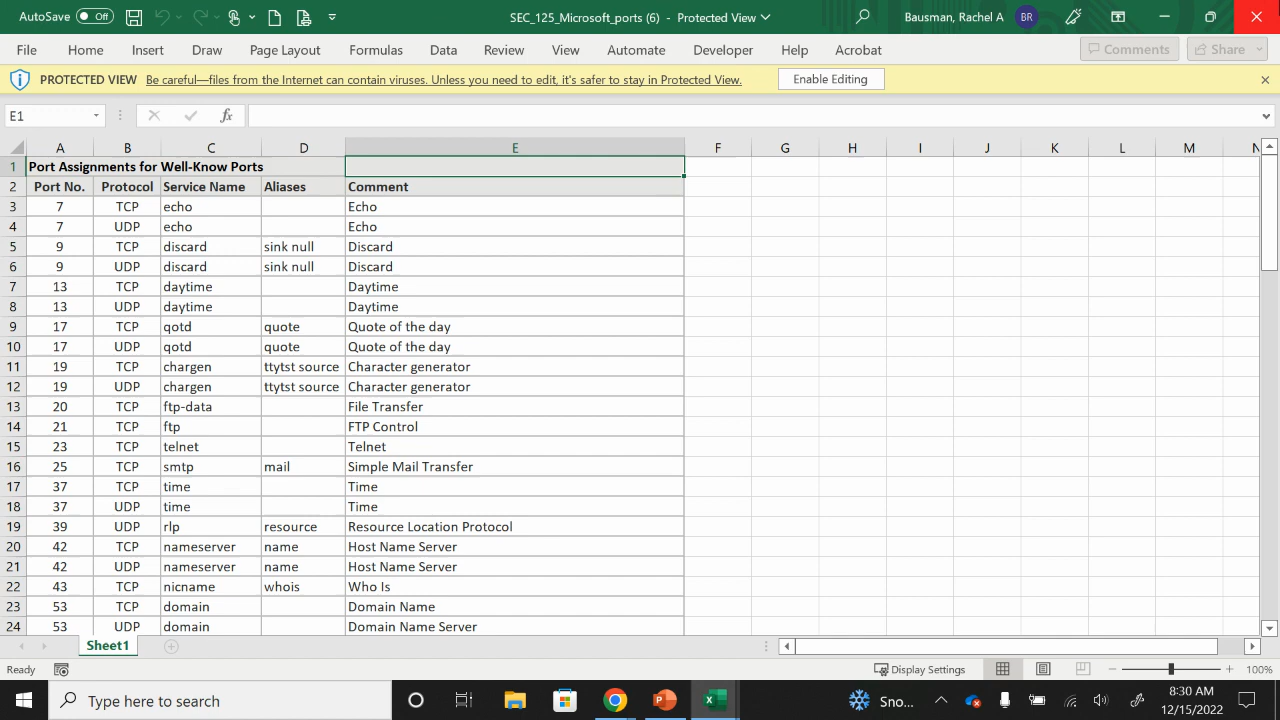 AutoSave Off SEC_125_Microsoft_ports (6) - Protected View Bausman, Rachel A BR
File Home Insert Draw Page Layout Formulas Data Review View Automate Developer Help Acrobat Comments Share
PROTECTED VIEW Be careful—files from the Internet can contain viruses. Unless you need to edit, it's safer to stay in Protected View. Enable Editing
E1 fx
A B C D E F G H I J K L M N
1 Port Assignments for Well-Know Ports
2 Port No. Protocol Service Name Aliases Comment
3 7 TCP echo Echo
4 7 UDP echo Echo
5 9 TCP discard sink null Discard
6 9 UDP discard sink null Discard
7 13 TCP daytime Daytime
8 13 UDP daytime Daytime
9 17 TCP qotd quote Quote of the day
10 17 UDP qotd quote Quote of the day
11 19 TCP chargen ttytst source Character generator
12 19 UDP chargen ttytst source Character generator
13 20 TCP ftp-data File Transfer
14 21 TCP ftp FTP Control
15 23 TCP telnet Telnet
16 25 TCP smtp mail Simple Mail Transfer
17 37 TCP time Time
18 37 UDP time Time
19 39 UDP rlp resource Resource Location Protocol
20 42 TCP nameserver name Host Name Server
21 42 UDP nameserver name Host Name Server
22 43 TCP nicname whois Who Is
23 53 TCP domain Domain Name
24 53 UDP domain Domain Name Server
Sheet1
Ready Display Settings 100%
Type here to search Sno... 8:30 AM
12/15/2022